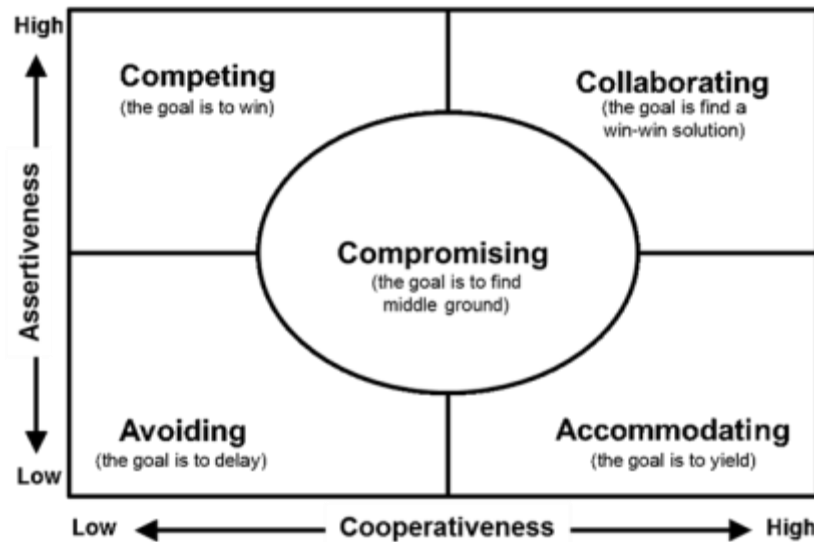 High
Competing
(the goal is to win)
Collaborating
(the goal is find a
win-win solution)
Assertiveness
Compromising
(the goal is to find
middle ground)
Avoiding
(the goal is to delay)
Accommodating
(the goal is to yield)
Low
Low
Cooperativeness
High